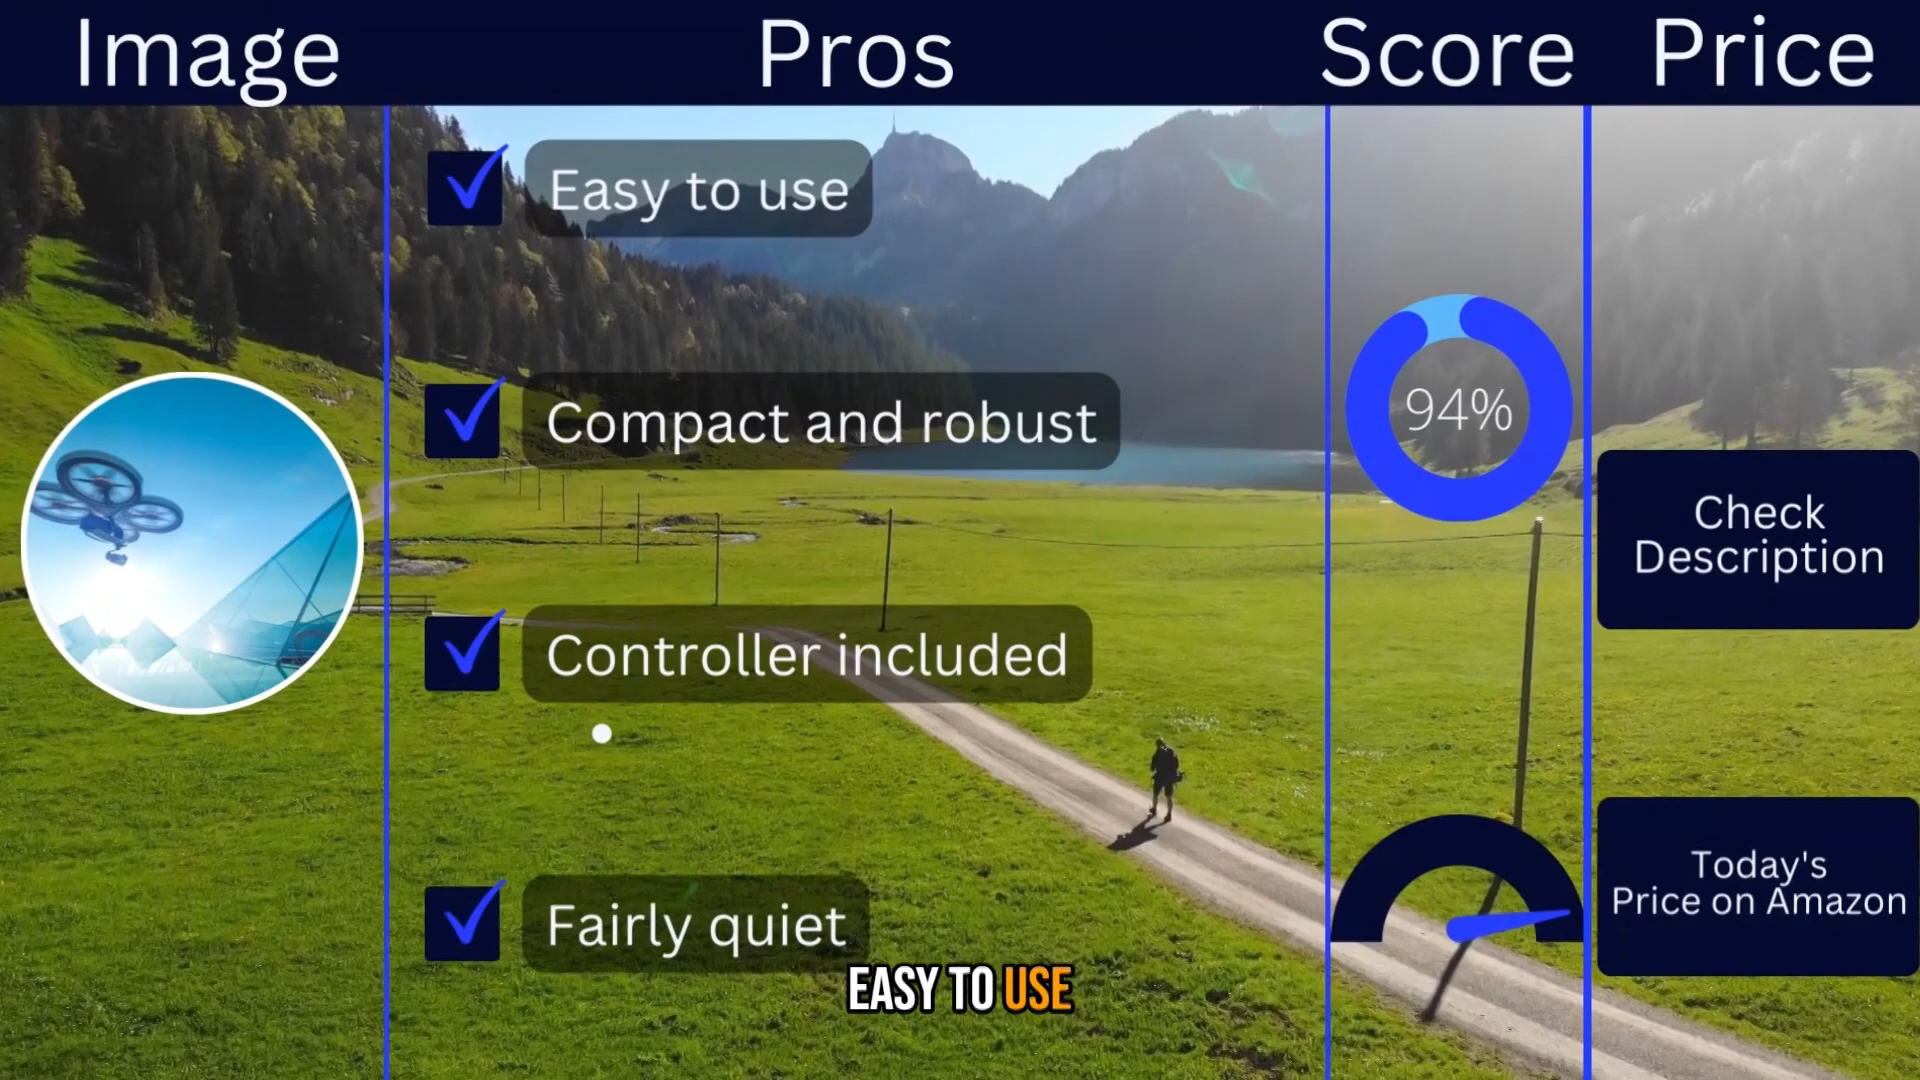 Image
Pros
Score
Price
Easy to use
Compact and robust
Controller included
Fairly quiet
94%
Check
Description
Today's
Price on Amazon
EASY TO USE